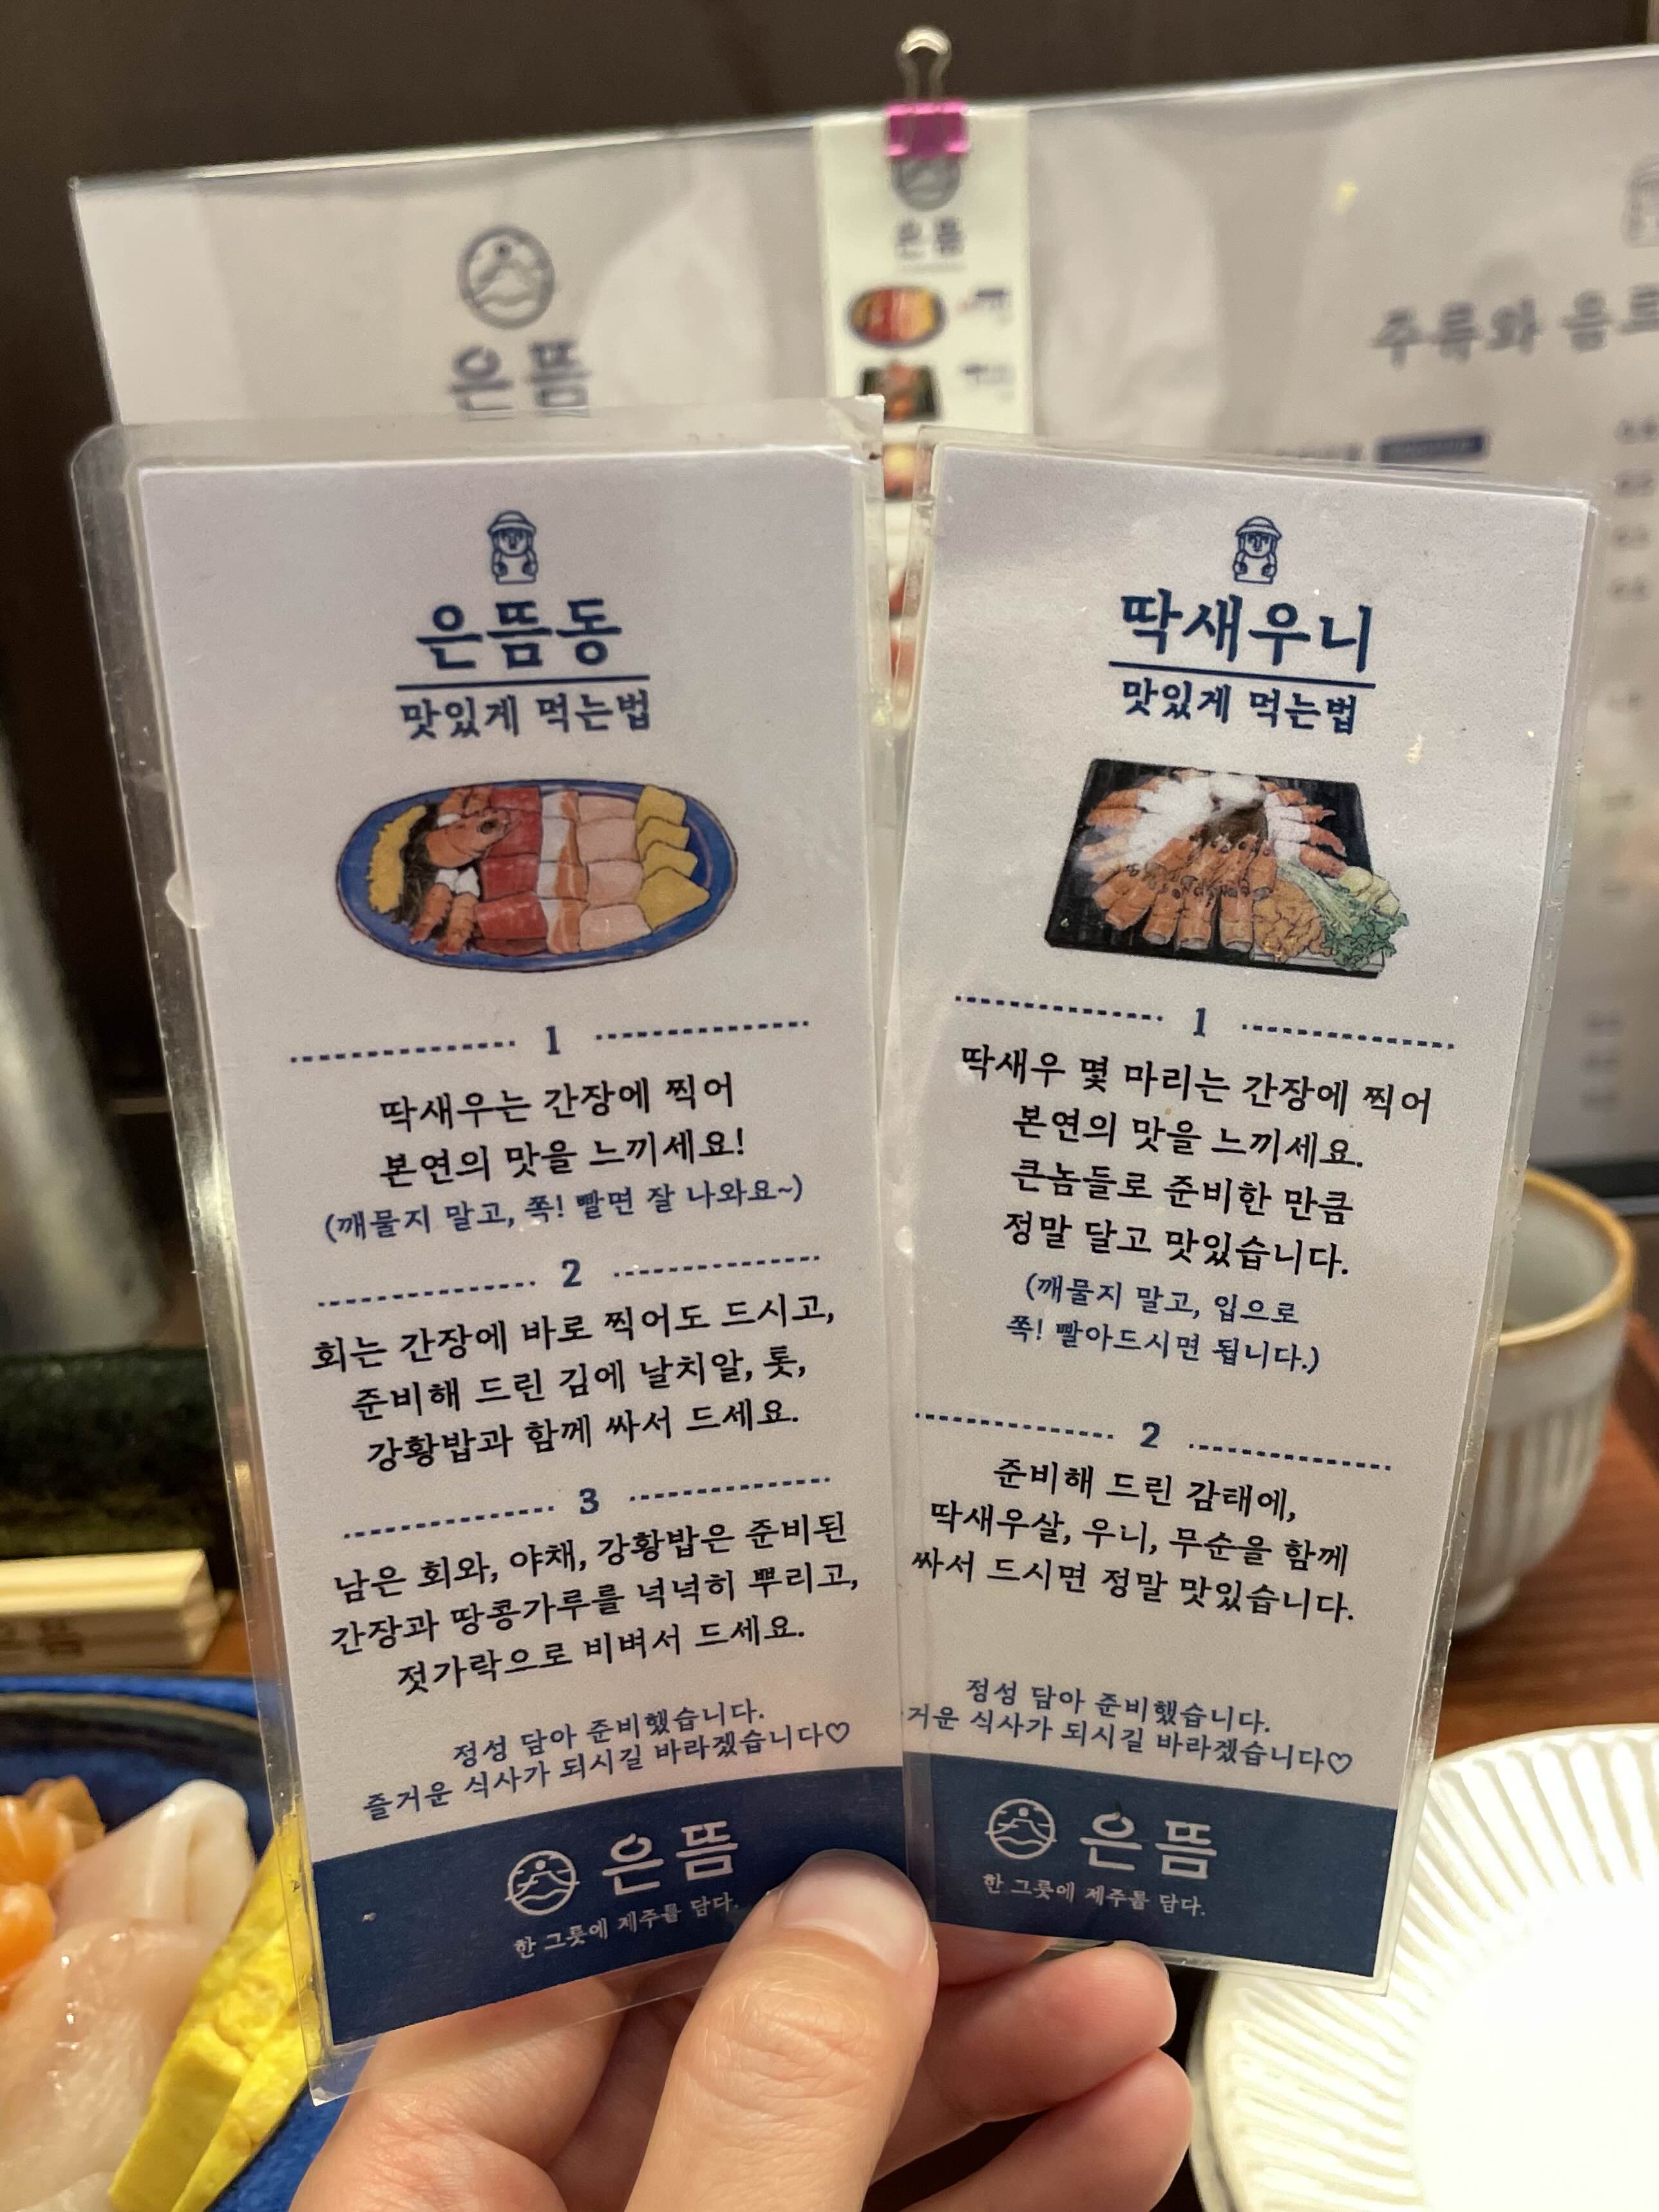 은뜸
은뜸
주류와 음료
은뜸동
맛있게 먹는법
1
딱새우는 간장에 찍어
본연의 맛을 느끼세요!
(깨물지 말고, 쪽! 빨면 잘 나와요~)
2
회는 간장에 바로 찍어도 드시고,
준비해 드린 김에 날치알, 톳,
강황밥과 함께 싸서 드세요.
3
남은 회와, 야채, 강황밥은 준비된
간장과 땅콩가루를 넉넉히 뿌리고,
젓가락으로 비벼서 드세요.
정성 담아 준비했습니다.
즐거운 식사가 되시길 바라겠습니다♡
은뜸
한 그릇에 제주를 담다.
딱새우니
맛있게 먹는법
1
딱새우 몇 마리는 간장에 찍어
본연의 맛을 느끼세요.
큰놈들로 준비한 만큼
정말 달고 맛있습니다.
(깨물지 말고, 입으로
쪽! 빨아드시면 됩니다.)
2
준비해 드린 감태에,
딱새우살, 우니, 무순을 함께
싸서 드시면 정말 맛있습니다.
정성 담아 준비했습니다.
거운 식사가 되시길 바라겠습니다♡
은뜸
한 그릇에 제주를 담다.